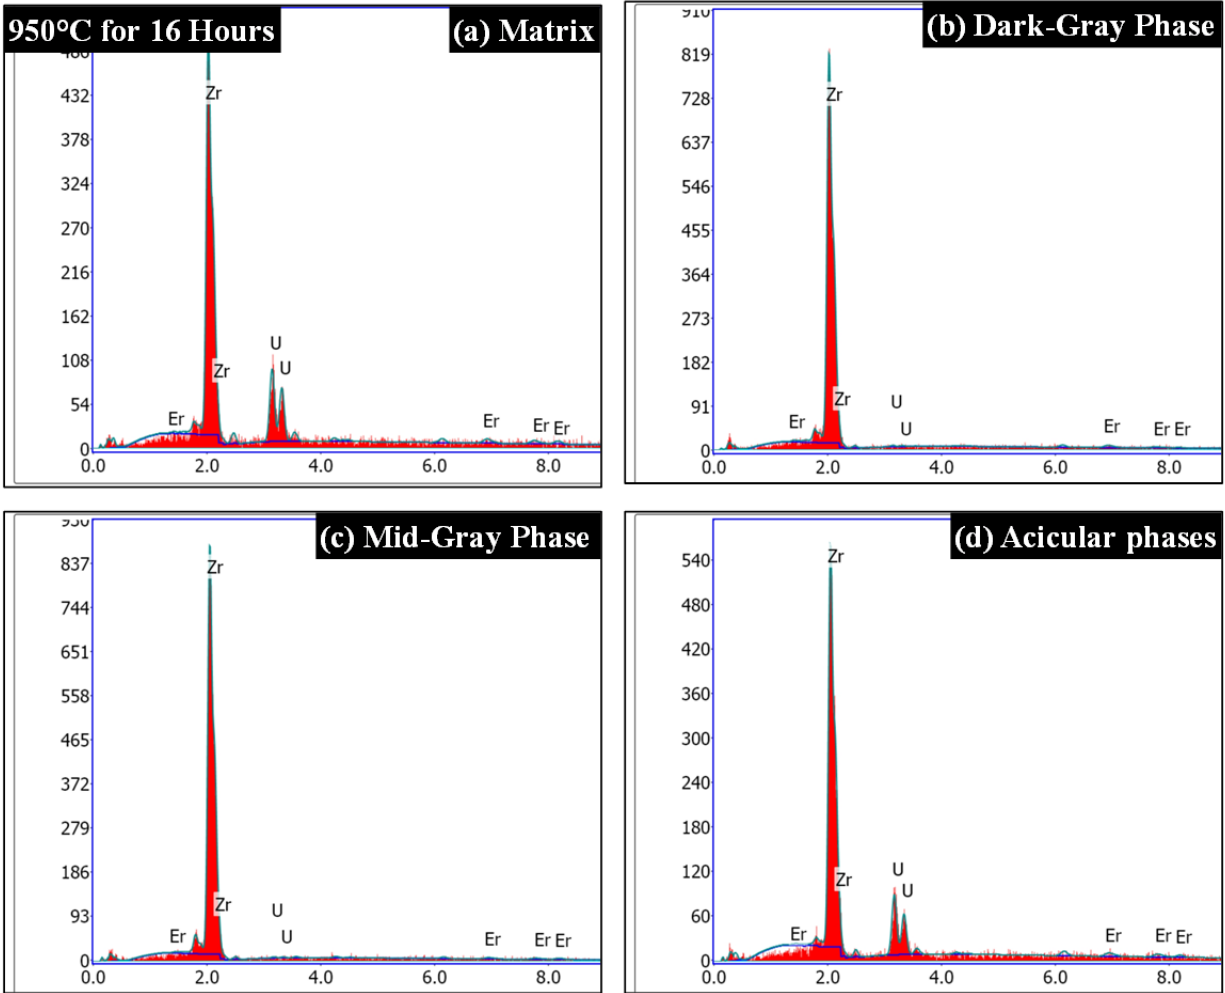 950°C for 16 Hours
(a) Matrix
486
432
378
324
270
216
162
108
54
0
Zr
Zr
U
U
Er
Er
Er
Er
0.0 2.0 4.0 6.0 8.0
(b) Dark-Gray Phase
910
819
728
637
546
455
364
273
182
91
0
Zr
Zr
U
U
Er
Er
Er
Er
0.0 2.0 4.0 6.0 8.0
(c) Mid-Gray Phase
930
837
744
651
558
465
372
279
186
93
0
Zr
Zr
U
U
Er
Er
Er
Er
0.0 2.0 4.0 6.0 8.0
(d) Acicular phases
540
480
420
360
300
240
180
120
60
0
Zr
Zr
U
U
Er
Er
Er
Er
0.0 2.0 4.0 6.0 8.0